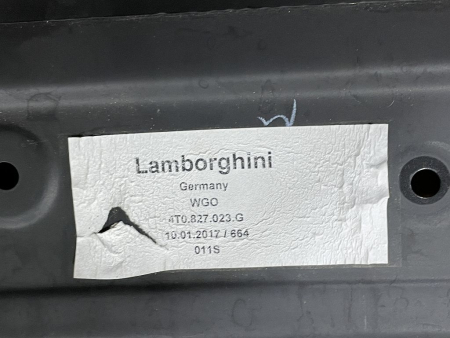 Lamborghini
Germany
WGO
4T0.827.023.G
10.01.2017 / 664
011S